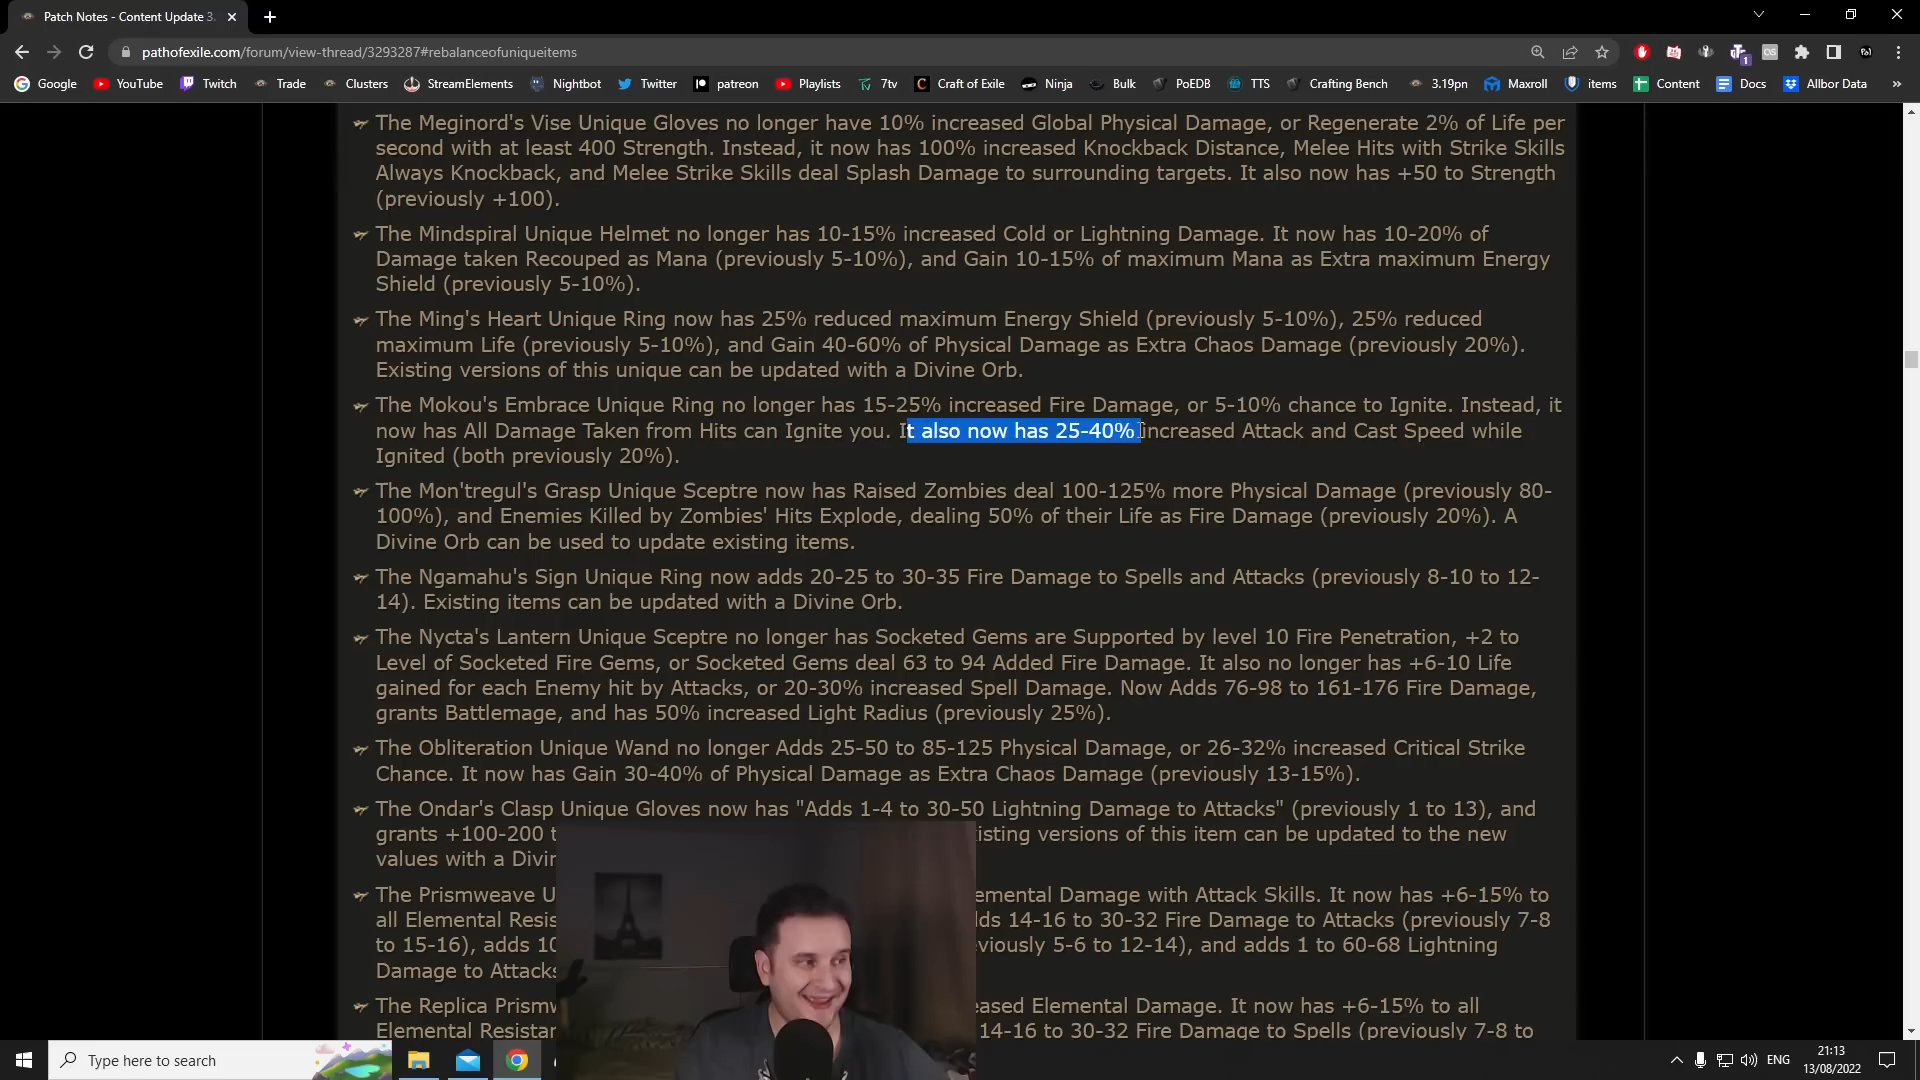 Patch Notes - Content Update 3.
pathofexile.com/forum/view-thread/3293287#rebalanceofuniqueitems
Google YouTube Twitch Trade Clusters StreamElements Nightbot Twitter patreon Playlists 7tv Craft of Exile Ninja Bulk PoEDB TTS Crafting Bench 3.19pn Maxroll items Content Docs Allbor Data »
The Meginord's Vise Unique Gloves no longer have 10% increased Global Physical Damage, or Regenerate 2% of Life per
second with at least 400 Strength. Instead, it now has 100% increased Knockback Distance, Melee Hits with Strike Skills
Always Knockback, and Melee Strike Skills deal Splash Damage to surrounding targets. It also now has +50 to Strength
(previously +100).
The Mindspiral Unique Helmet no longer has 10-15% increased Cold or Lightning Damage. It now has 10-20% of
Damage taken Recouped as Mana (previously 5-10%), and Gain 10-15% of maximum Mana as Extra maximum Energy
Shield (previously 5-10%).
The Ming's Heart Unique Ring now has 25% reduced maximum Energy Shield (previously 5-10%), 25% reduced
maximum Life (previously 5-10%), and Gain 40-60% of Physical Damage as Extra Chaos Damage (previously 20%).
Existing versions of this unique can be updated with a Divine Orb.
The Mokou's Embrace Unique Ring no longer has 15-25% increased Fire Damage, or 5-10% chance to Ignite. Instead, it
now has All Damage Taken from Hits can Ignite you. It also now has 25-40% increased Attack and Cast Speed while
Ignited (both previously 20%).
The Mon'tregul's Grasp Unique Sceptre now has Raised Zombies deal 100-125% more Physical Damage (previously 80-
100%), and Enemies Killed by Zombies' Hits Explode, dealing 50% of their Life as Fire Damage (previously 20%). A
Divine Orb can be used to update existing items.
The Ngamahu's Sign Unique Ring now adds 20-25 to 30-35 Fire Damage to Spells and Attacks (previously 8-10 to 12-
14). Existing items can be updated with a Divine Orb.
The Nycta's Lantern Unique Sceptre no longer has Socketed Gems are Supported by level 10 Fire Penetration, +2 to
Level of Socketed Fire Gems, or Socketed Gems deal 63 to 94 Added Fire Damage. It also no longer has +6-10 Life
gained for each Enemy hit by Attacks, or 20-30% increased Spell Damage. Now Adds 76-98 to 161-176 Fire Damage,
grants Battlemage, and has 50% increased Light Radius (previously 25%).
The Obliteration Unique Wand no longer Adds 25-50 to 85-125 Physical Damage, or 26-32% increased Critical Strike
Chance. It now has Gain 30-40% of Physical Damage as Extra Chaos Damage (previously 13-15%).
The Ondar's Clasp Unique Gloves now has "Adds 1-4 to 30-50 Lightning Damage to Attacks" (previously 1 to 13), and
grants +100-200 isting versions of this item can be updated to the new
values with a Divin
The Prismweave U emental Damage with Attack Skills. It now has +6-15% to
all Elemental Resis ds 14-16 to 30-32 Fire Damage to Attacks (previously 7-8
to 15-16), adds 10 viously 5-6 to 12-14), and adds 1 to 60-68 Lightning
Damage to Attacks
The Replica Prismw eased Elemental Damage. It now has +6-15% to all
Elemental Resistan 14-16 to 30-32 Fire Damage to Spells (previously 7-8 to
Type here to search
ENG
21:13
13/08/2022